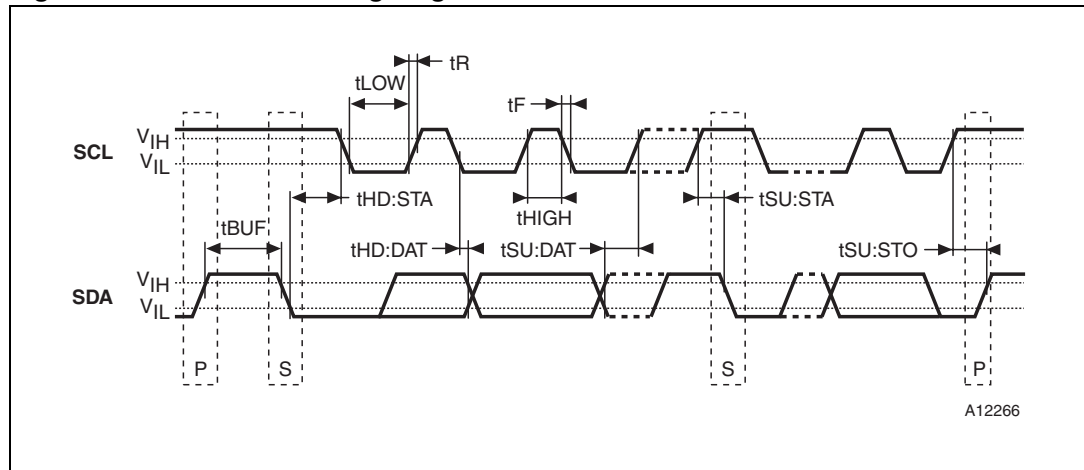 tR
tLOW
tF
VIH
SCL
VIL
tHD:STA
tHIGH
tSU:STA
tBUF
tHD:DAT
tSU:DAT
tSU:STO
VIH
SDA
VIL
P
S
S
P
A12266